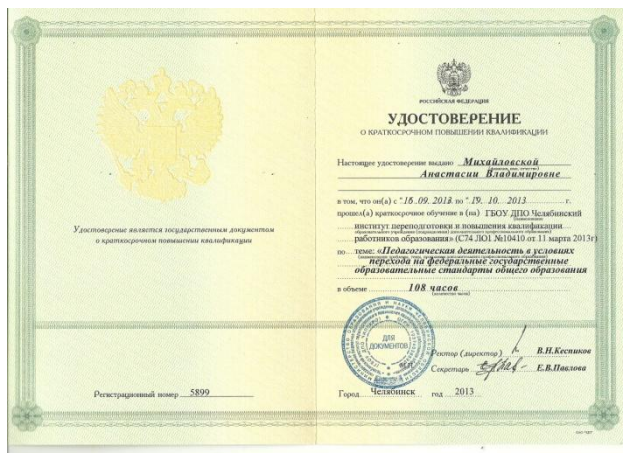 Удостоверение является государственным документом
о краткосрочном повышении квалификации
Регистрационный номер 5899
РОССИЙСКАЯ ФЕДЕРАЦИЯ
УДОСТОВЕРЕНИЕ
О КРАТКОСРОЧНОМ ПОВЫШЕНИИ КВАЛИФИКАЦИИ
Настоящее удостоверение выдано Михайловской
Анастасии Владимировне
в том, что он(а) с "16.09.2013 по "19. 10. 2013 г.
прошел(а) краткосрочное обучение в (на) ГБОУ ДПО Челябинский
институт переподготовки и повышения квалификации
работников образования» (С74 ЛО1 №10410 от 11 марта 2013г)
по теме: «Педагогическая деятельность в условиях
перехода на федеральные государственные
образовательные стандарты общего образования
в объеме 108 часов
(количество часов)
ДЛЯ
ДОКУМЕНТОВ
Ректор (директор) В.Н.Кеспиков
Секретарь Е.В.Павлова
Город Челябинск год 2013